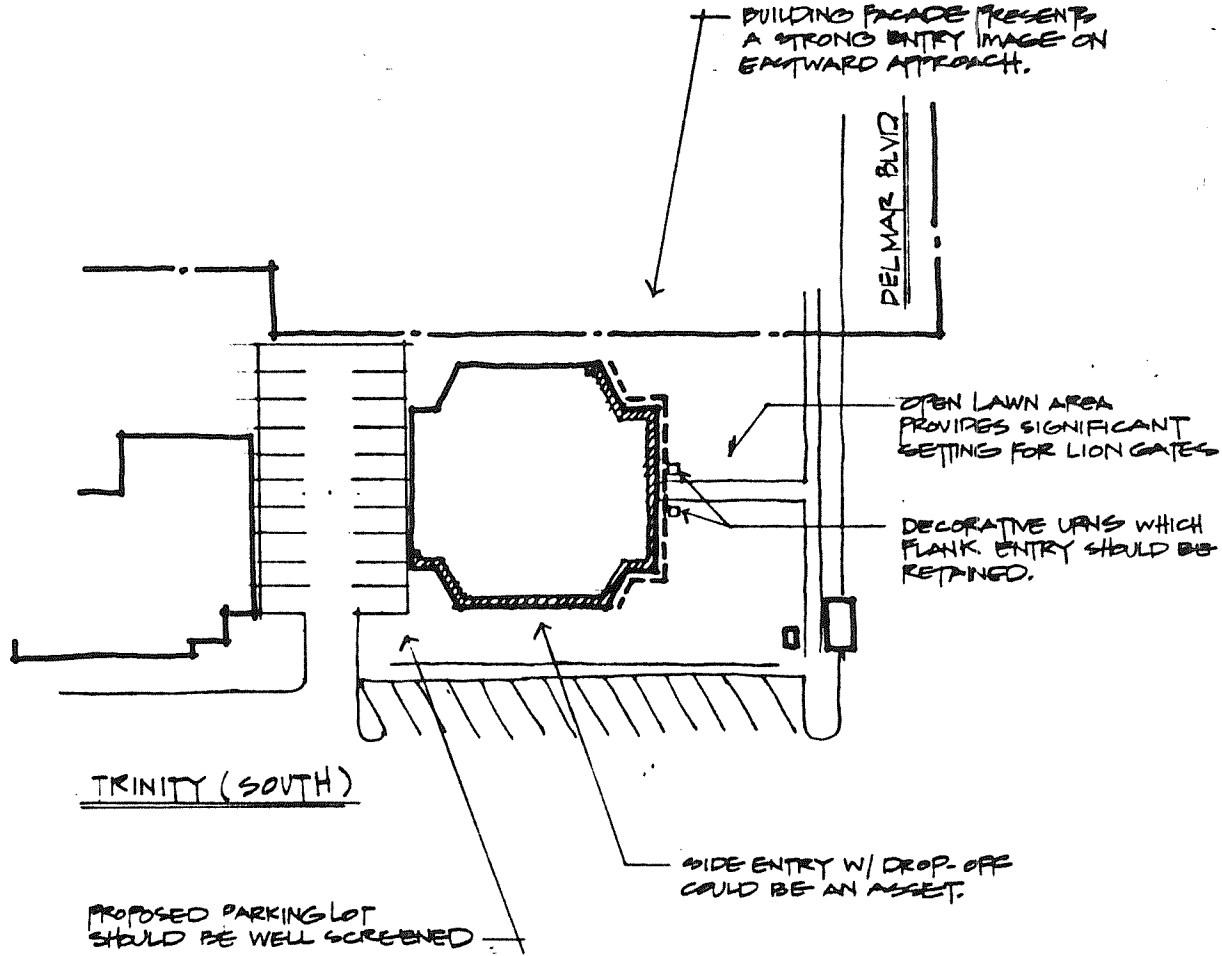 BUILDING FACADE PRESENTS
A STRONG ENTRY IMAGE ON
EASTWARD APPROACH.
DELMAR BLVD
OPEN LAWN AREA
PROVIDES SIGNIFICANT
SETTING FOR LION GATES
DECORATIVE URNS WHICH
FLANK ENTRY SHOULD BE
RETAINED.
TRINITY (SOUTH)
SIDE ENTRY W/ DROP-OFF
COULD BE AN ASSET.
PROPOSED PARKING LOT
SHOULD BE WELL SCREENED